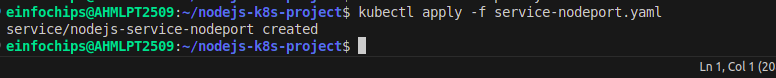 einfochips@AHMLPT2509:~/nodejs-k8s-project$ kubectl apply -f service-nodeport.yaml
service/nodejs-service-nodeport created
einfochips@AHMLPT2509:~/nodejs-k8s-project$
Ln 1, Col 1 (20